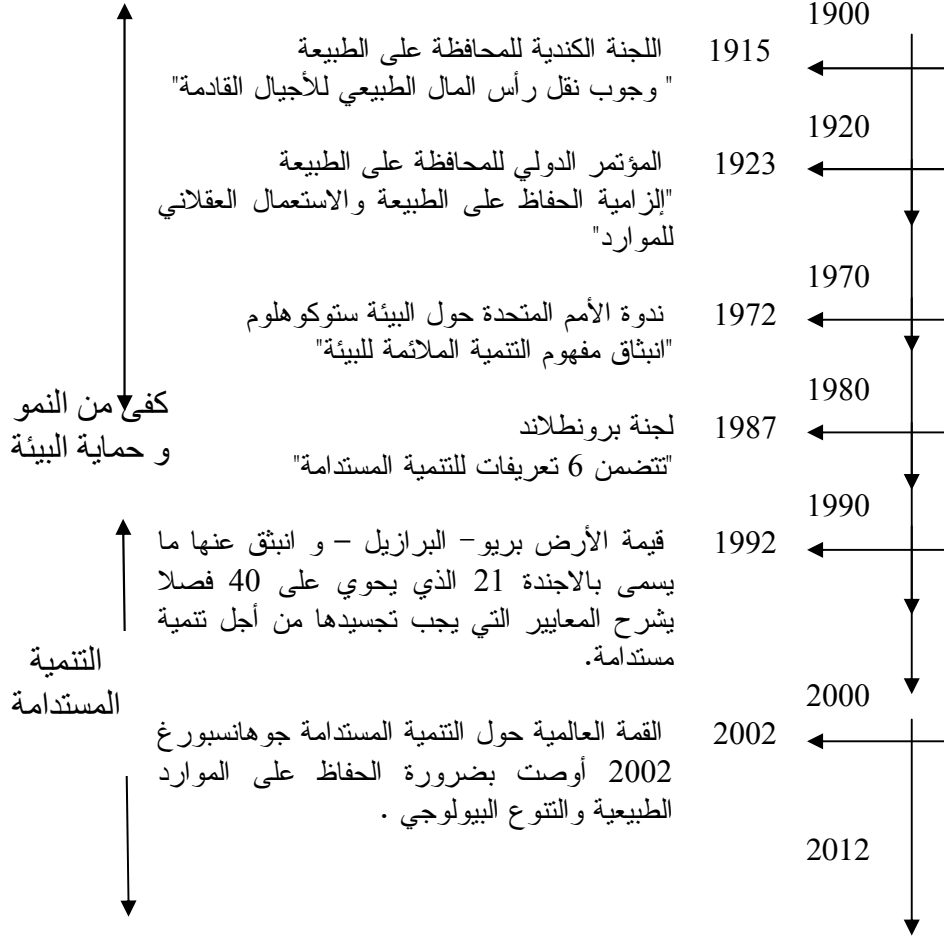 1900
1915 اللجنة الكندية للمحافظة على الطبيعة
" وجوب نقل رأس المال الطبيعي للأجيال القادمة"
1920
1923 المؤتمر الدولي للمحافظة على الطبيعة
"إلزامية الحفاظ على الطبيعة والاستعمال العقلاني
للموارد"
1970
1972 ندوة الأمم المتحدة حول البيئة ستوكوهلوم
"انبثاق مفهوم التنمية الملائمة للبيئة"
1980
كفى من النمو
و حماية البيئة
1987 لجنة برونطلاند
"تتضمن 6 تعريفات للتنمية المستدامة"
1990
1992 قيمة الأرض بريو– البرازيل – و انبثق عنها ما
يسمى بالاجندة 21 الذي يحوي على 40 فصلا
يشرح المعايير التي يجب تجسيدها من أجل تنمية
مستدامة.
التنمية
المستدامة
2000
2002 القمة العالمية حول التنمية المستدامة جوهانسبورغ
2002 أوصت بضرورة الحفاظ على الموارد
الطبيعية والتنوع البيولوجي .
2012